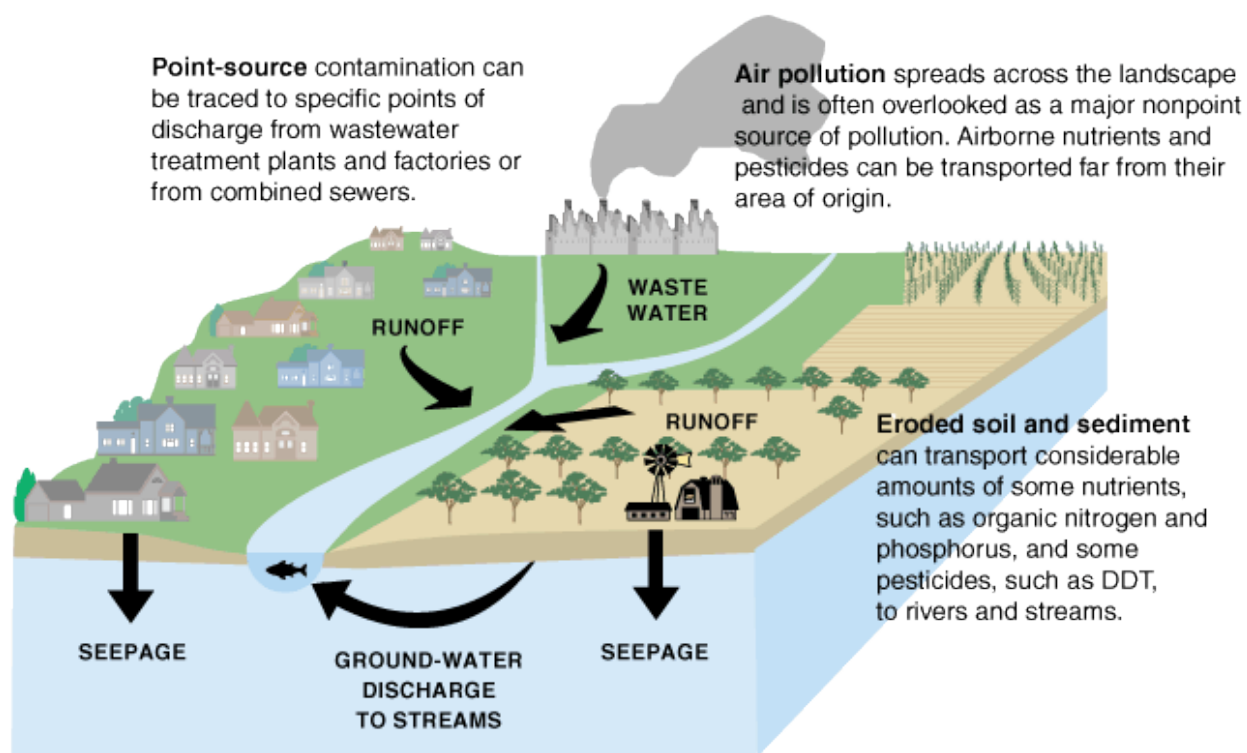 Point-source contamination can
be traced to specific points of
discharge from wastewater
treatment plants and factories or
from combined sewers.
Air pollution spreads across the landscape
and is often overlooked as a major nonpoint
source of pollution. Airborne nutrients and
pesticides can be transported far from their
area of origin.
WASTE
WATER
RUNOFF
RUNOFF
Eroded soil and sediment
can transport considerable
amounts of some nutrients,
such as organic nitrogen and
phosphorus, and some
pesticides, such as DDT,
to rivers and streams.
SEEPAGE
GROUND-WATER
DISCHARGE
TO STREAMS
SEEPAGE